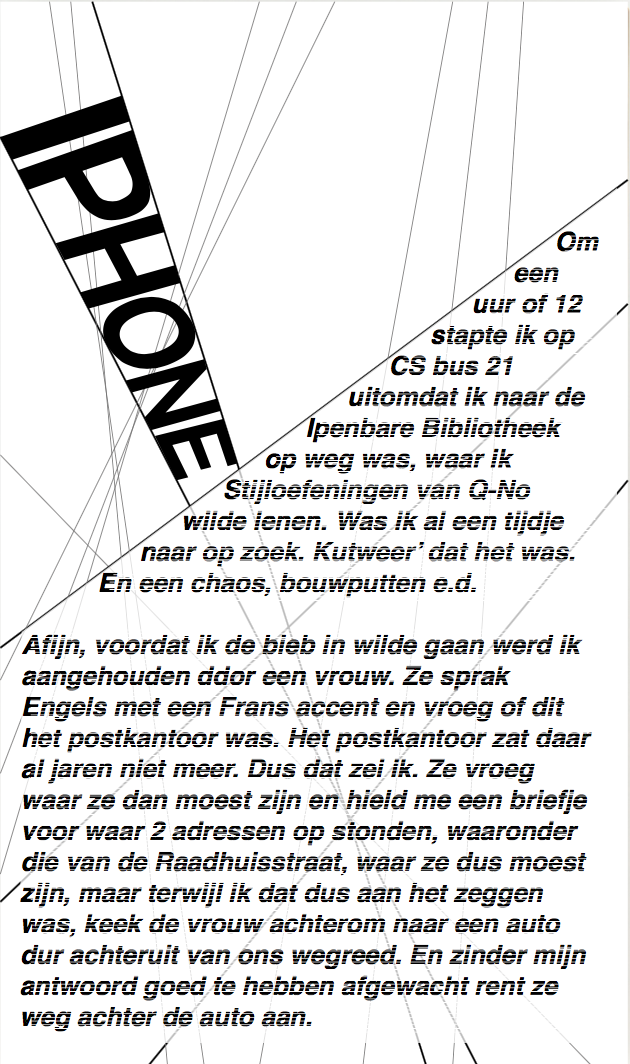 IPHONE
Om
een
uur of 12
stapte ik op
CS bus 21
uitomdat ik naar de
Ipenbare Bibliotheek
op weg was, waar ik
Stijloefeningen van Q-No
wilde lenen. Was ik al een tijdje
naar op zoek. Kutweer’ dat het was.
En een chaos, bouwputten e.d.
Afijn, voordat ik de bieb in wilde gaan werd ik
aangehouden ddor een vrouw. Ze sprak
Engels met een Frans accent en vroeg of dit
het postkantoor was. Het postkantoor zat daar
al jaren niet meer. Dus dat zei ik. Ze vroeg
waar ze dan moest zijn en hield me een briefje
voor waar 2 adressen op stonden, waaronder
die van de Raadhuisstraat, waar ze dus moest
zijn, maar terwijl ik dat dus aan het zeggen
was, keek de vrouw achterom naar een auto
dur achteruit van ons wegreed. En zinder mijn
antwoord goed te hebben afgewacht rent ze
weg achter de auto aan.